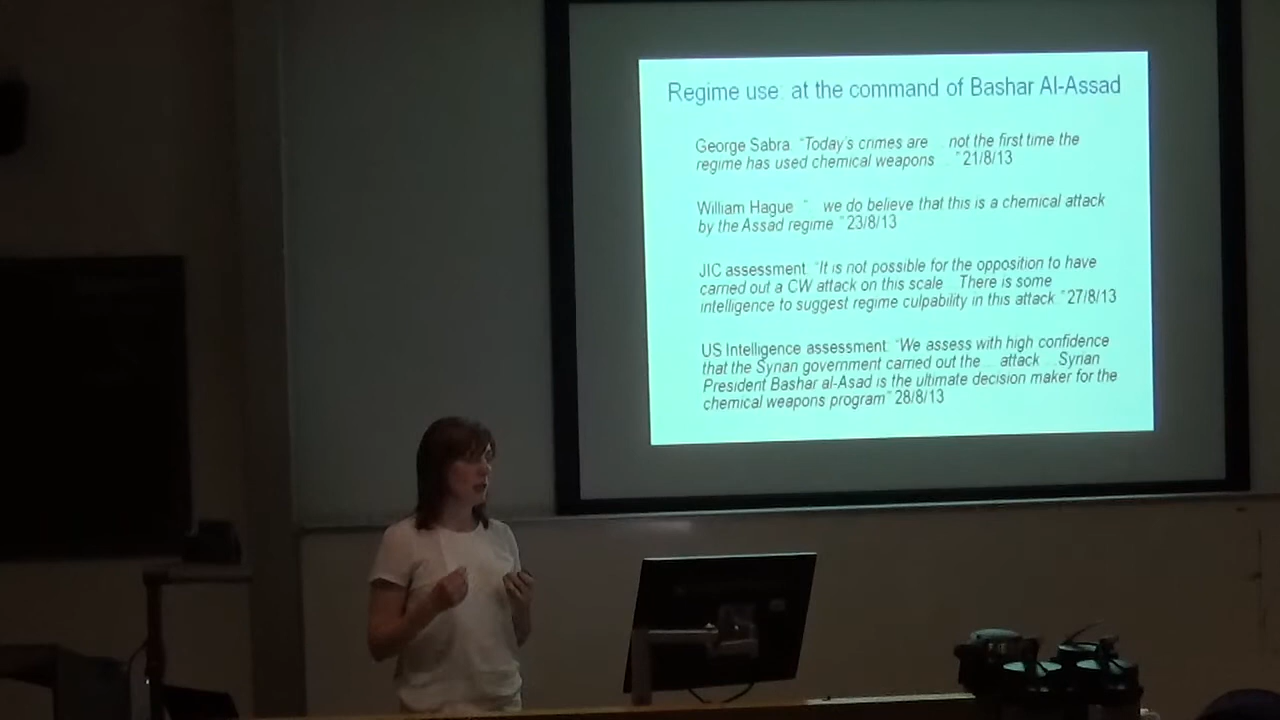 Regime use: at the command of Bashar Al-Assad
George Sabra. "Today's crimes are ... not the first time the
regime has used chemical weapons ... " 21/8/13
William Hague " ... we do believe that this is a chemical attack
by the Assad regime." 23/8/13
JIC assessment: "It is not possible for the opposition to have
carried out a CW attack on this scale ... There is some
intelligence to suggest regime culpability in this attack." 27/8/13
US Intelligence assessment: "We assess with high confidence
that the Syrian government carried out the ... attack ... Syrian
President Bashar al-Asad is the ultimate decision maker for the
chemical weapons program" 28/8/13